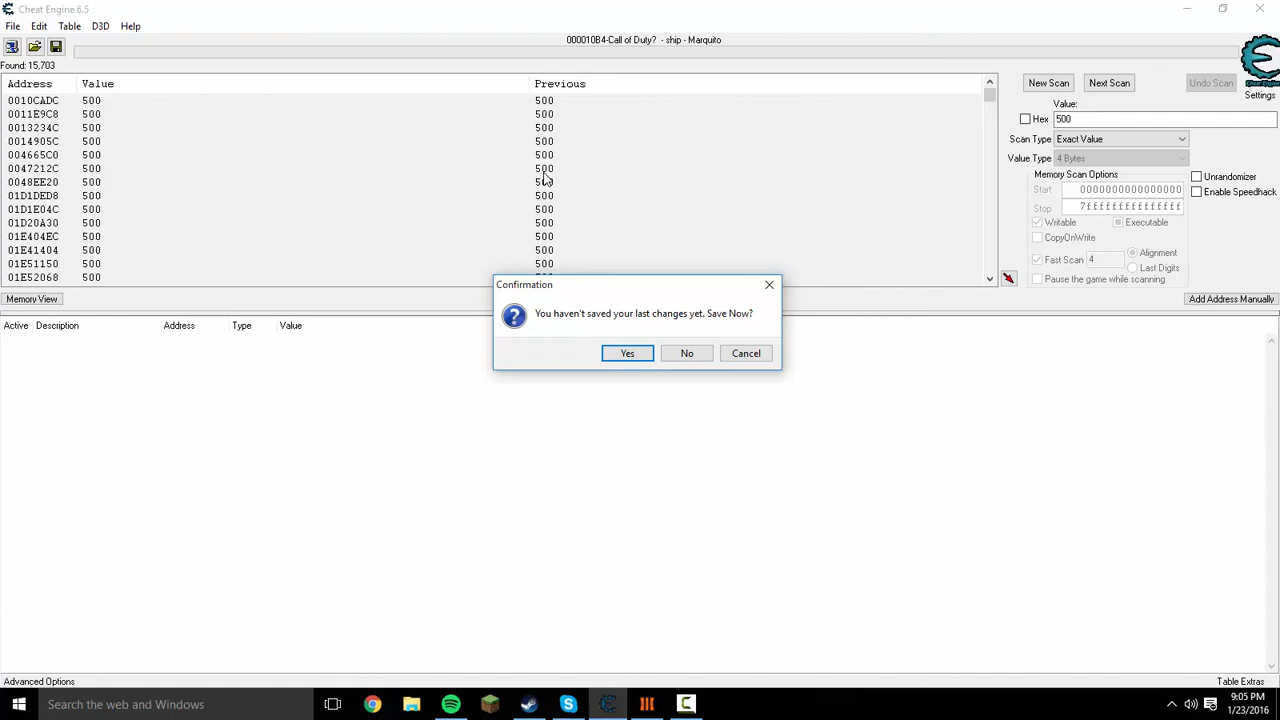 Cheat Engine 6.5
File Edit Table D3D Help
000010B4-Call of Duty? - ship - Marquito
Found: 15,703
Address Value Previous
0010CADC 500 500
0011E9C8 500 500
0013234C 500 500
0014905C 500 500
004665C0 500 500
0047212C 500 500
0048EE20 500 500
01D1DED8 500 500
01D1E04C 500 500
01D20A30 500 500
01E404EC 500 500
01E41404 500 500
01E51150 500 500
01E52068 500
New Scan Next Scan Undo Scan
Settings
Value:
Hex 500
Scan Type Exact Value
Value Type 4 Bytes
Memory Scan Options
Start 0000000000000000
Stop 7fffffffffffffff
Writable Executable
CopyOnWrite
Fast Scan 4 Alignment
Last Digits
Pause the game while scanning
Unrandomizer
Enable Speedhack
Memory View
Add Address Manually
Confirmation
You haven't saved your last changes yet. Save Now?
Yes No Cancel
Active Description Address Type Value
Advanced Options
Table Extras
Search the web and Windows
9:05 PM
1/23/2016